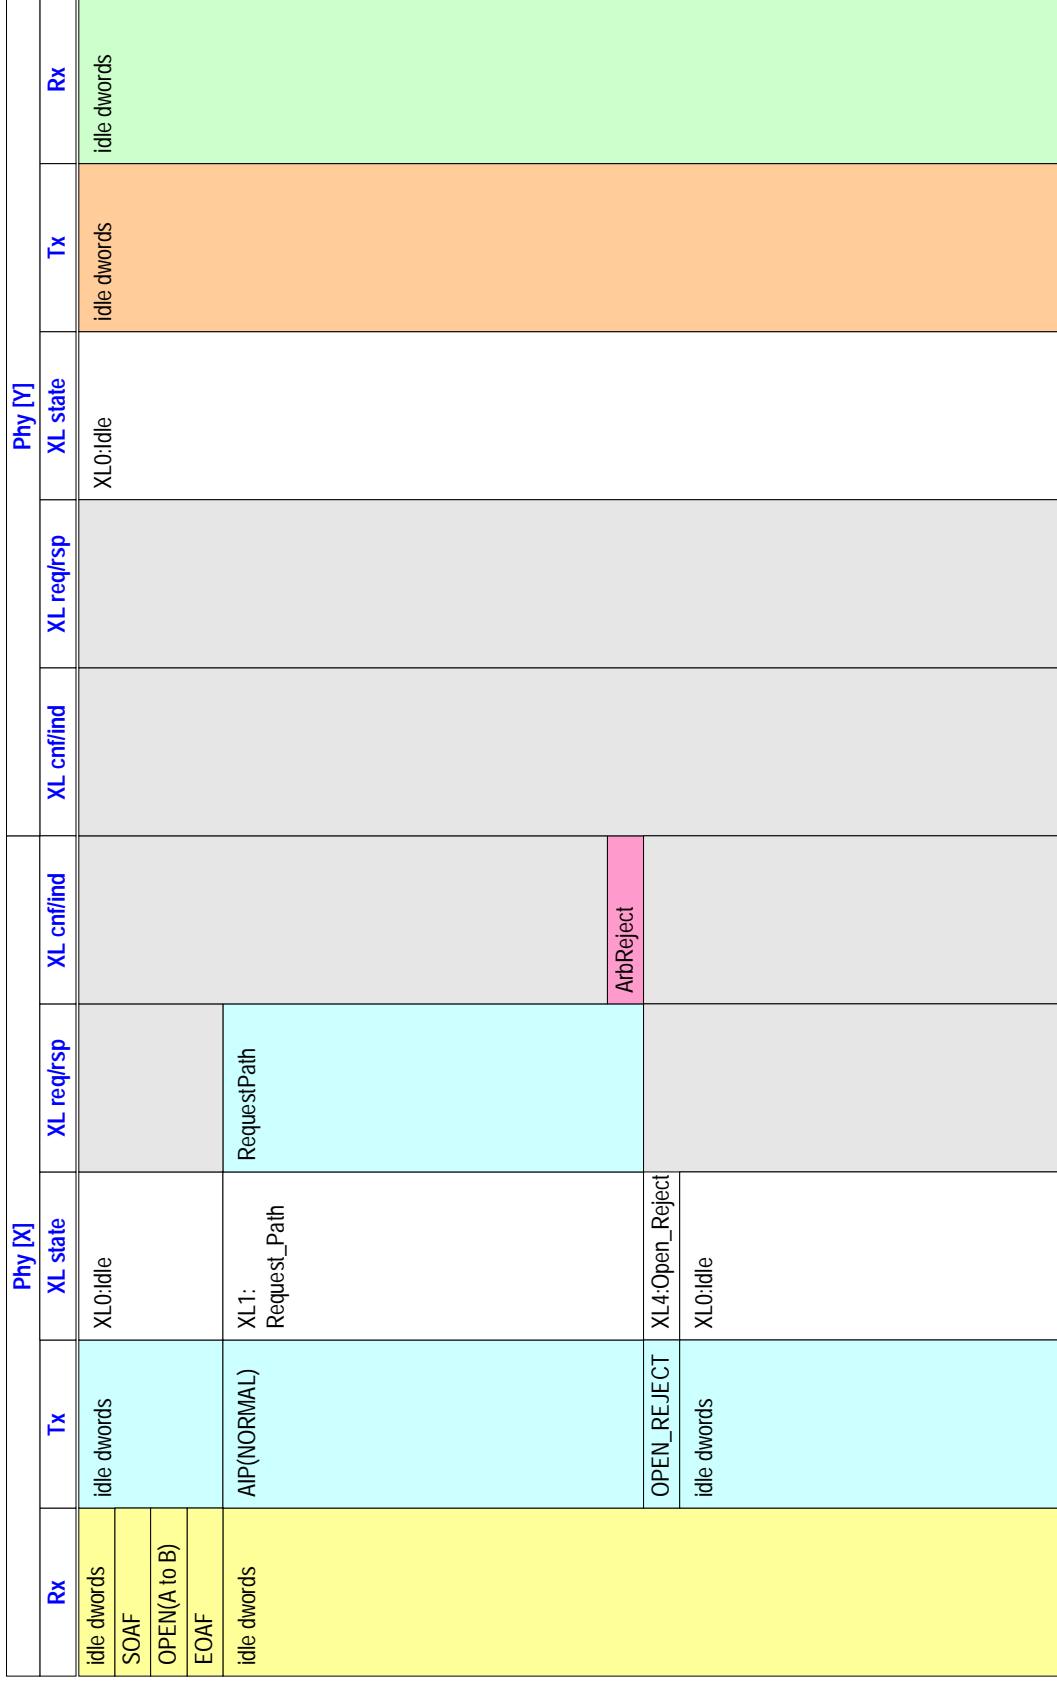 Phy [X]
Phy [Y]
Rx
Tx
XL state
XL req/rsp
XL cnf/ind
XL cnf/ind
XL req/rsp
XL state
Tx
Rx
idle dwords
SOAF
OPEN(A to B)
EOAF
idle dwords
idle dwords
AIP(NORMAL)
OPEN_REJECT
idle dwords
XL0:Idle
XL1:
Request_Path
XL4:Open_Reject
XL0:Idle
RequestPath
ArbReject
XL0:Idle
idle dwords
idle dwords